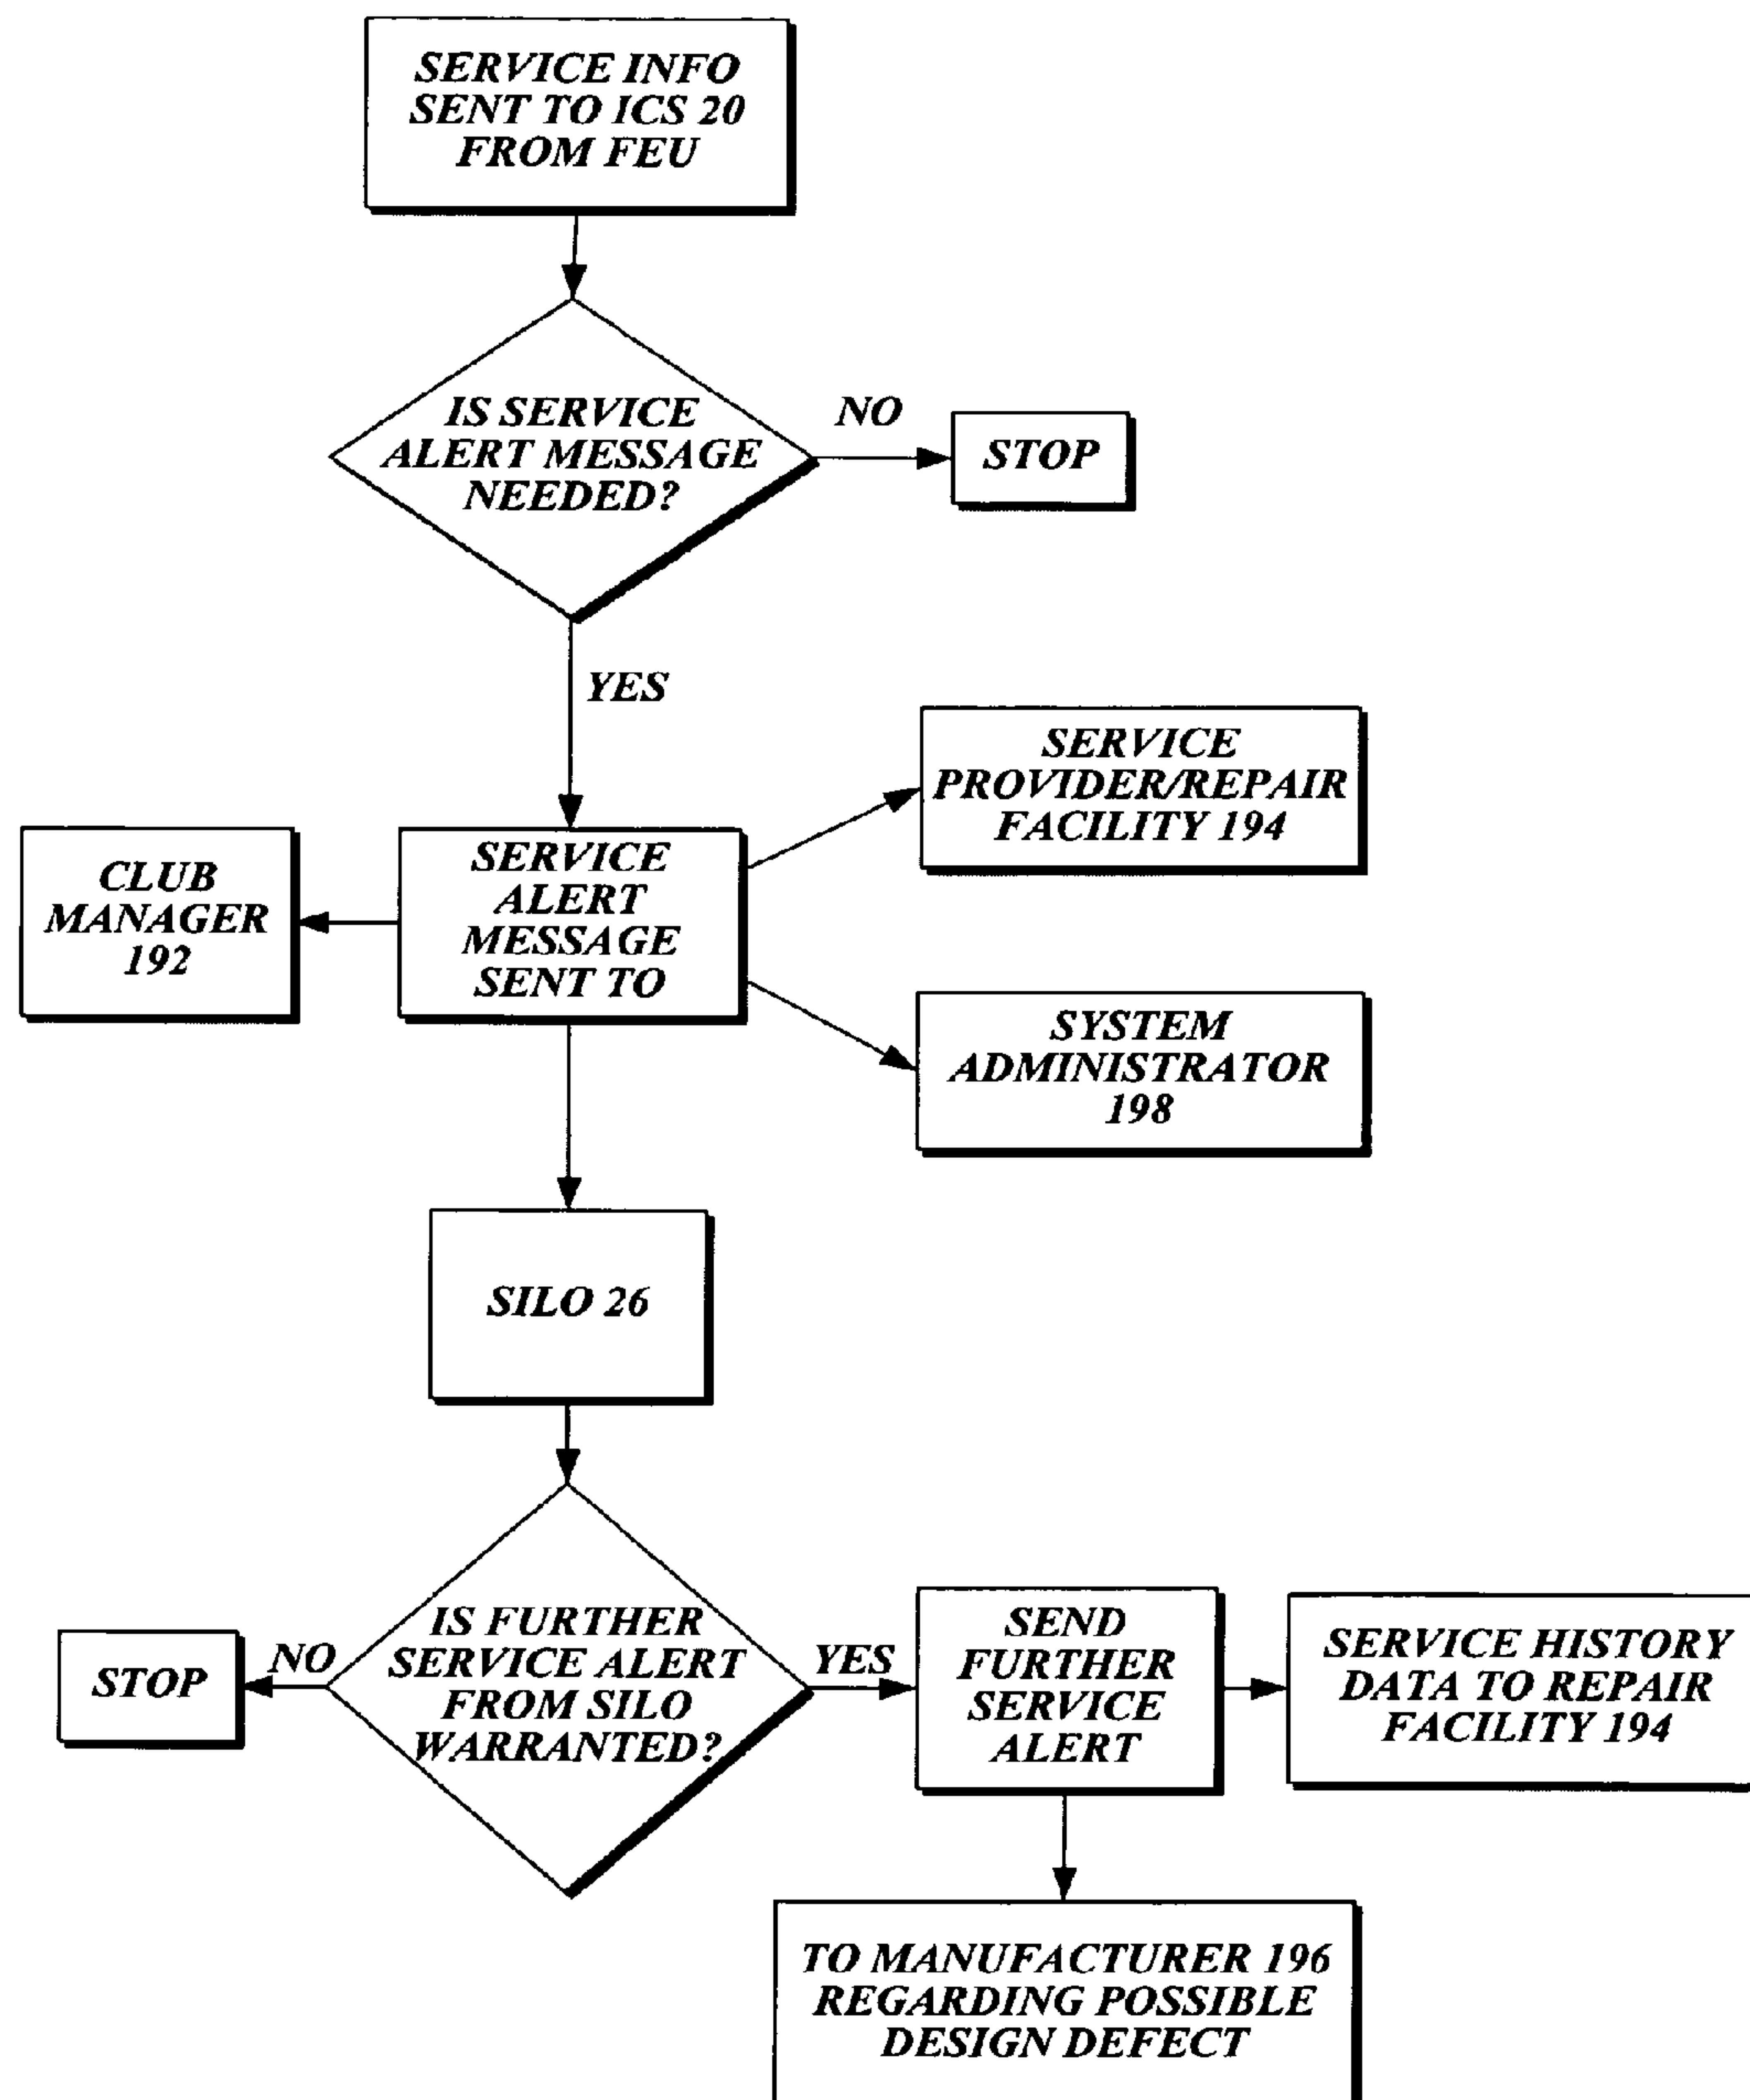 SERVICE INFO
SENT TO ICS 20
FROM FEU
IS SERVICE
ALERT MESSAGE
NEEDED?
NO
STOP
YES
SERVICE
PROVIDER/REPAIR
FACILITY 194
CLUB
MANAGER
192
SERVICE
ALERT
MESSAGE
SENT TO
SYSTEM
ADMINISTRATOR
198
SILO 26
IS FURTHER
SERVICE ALERT
FROM SILO
WARRANTED?
NO
STOP
YES
SEND
FURTHER
SERVICE
ALERT
SERVICE HISTORY
DATA TO REPAIR
FACILITY 194
TO MANUFACTURER 196
REGARDING POSSIBLE
DESIGN DEFECT